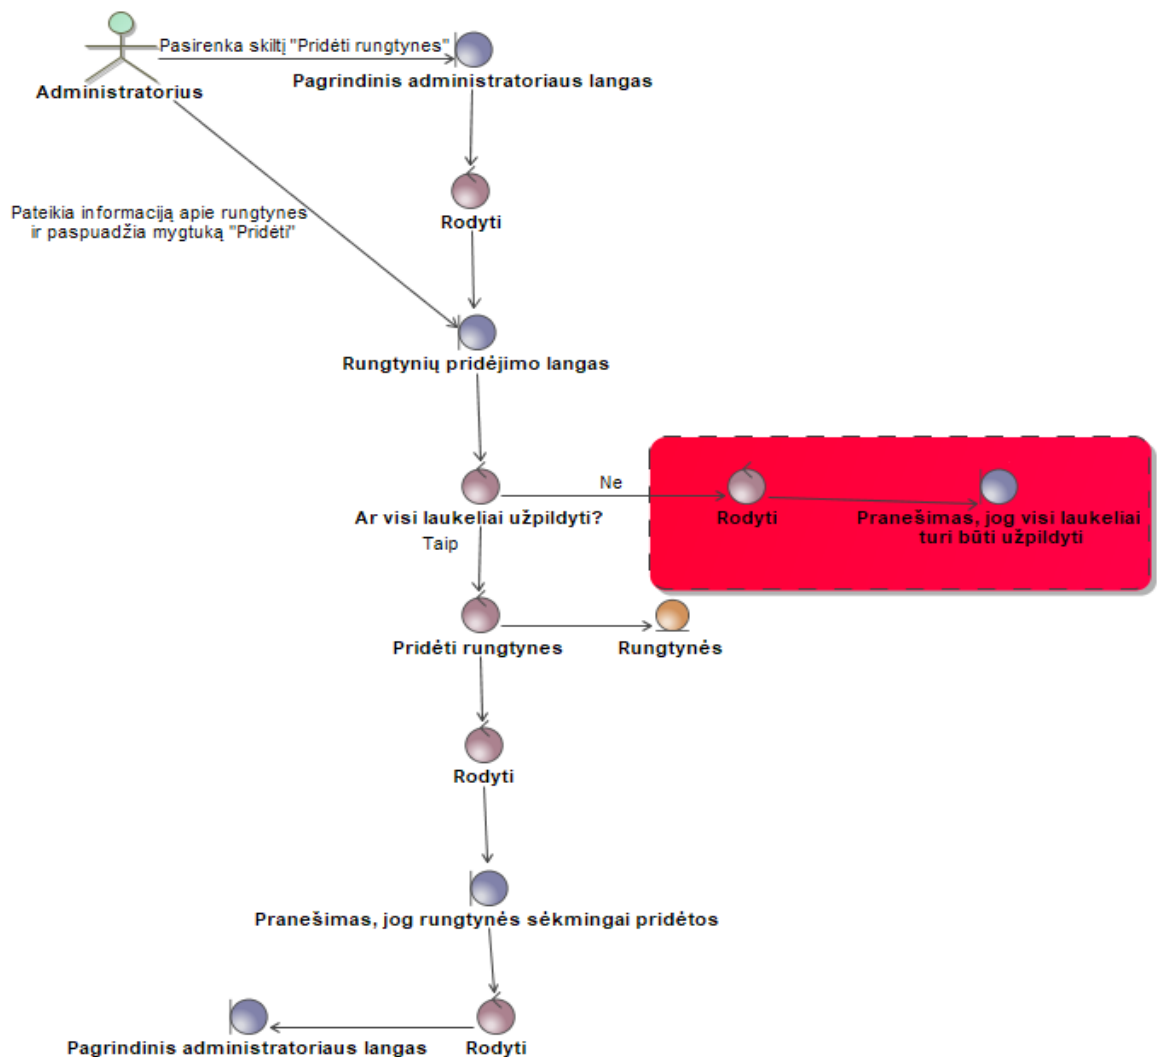 Pasirenka skiltį "Pridėti rungtynes"
Administratorius
Pagrindinis administratoriaus langas
Rodyti
Pateikia informaciją apie rungtynes
ir paspuadžia mygtuką "Pridėti"
Rungtynių pridėjimo langas
Ne
Ar visi laukeliai užpildyti?
Rodyti
Pranešimas, jog visi laukeliai
turi būti užpildyti
Taip
Pridėti rungtynes
Rungtynės
Rodyti
Pranešimas, jog rungtynės sėkmingai pridėtos
Pagrindinis administratoriaus langas
Rodyti